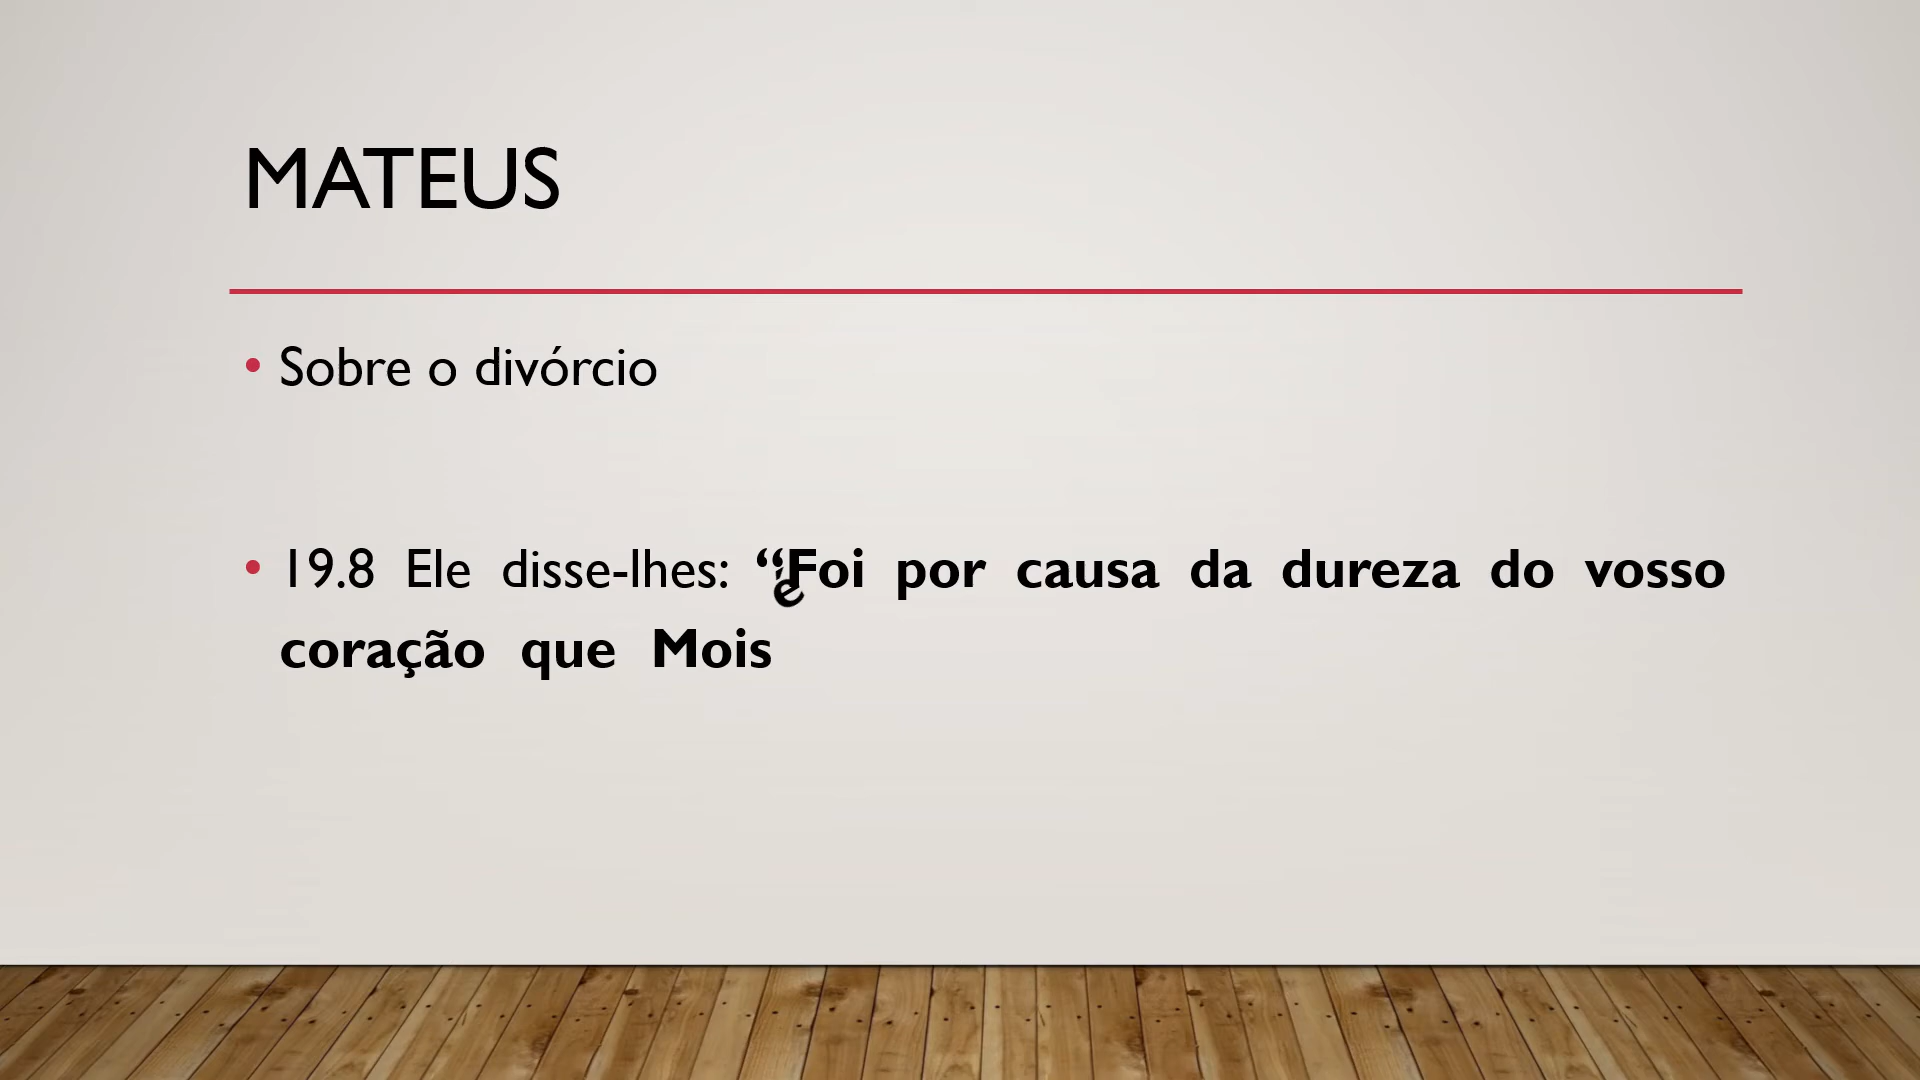 MATEUS
• Sobre o divórcio
• 19.8 Ele disse-lhes: “Foi por causa da dureza do vosso
coração que Mois
é